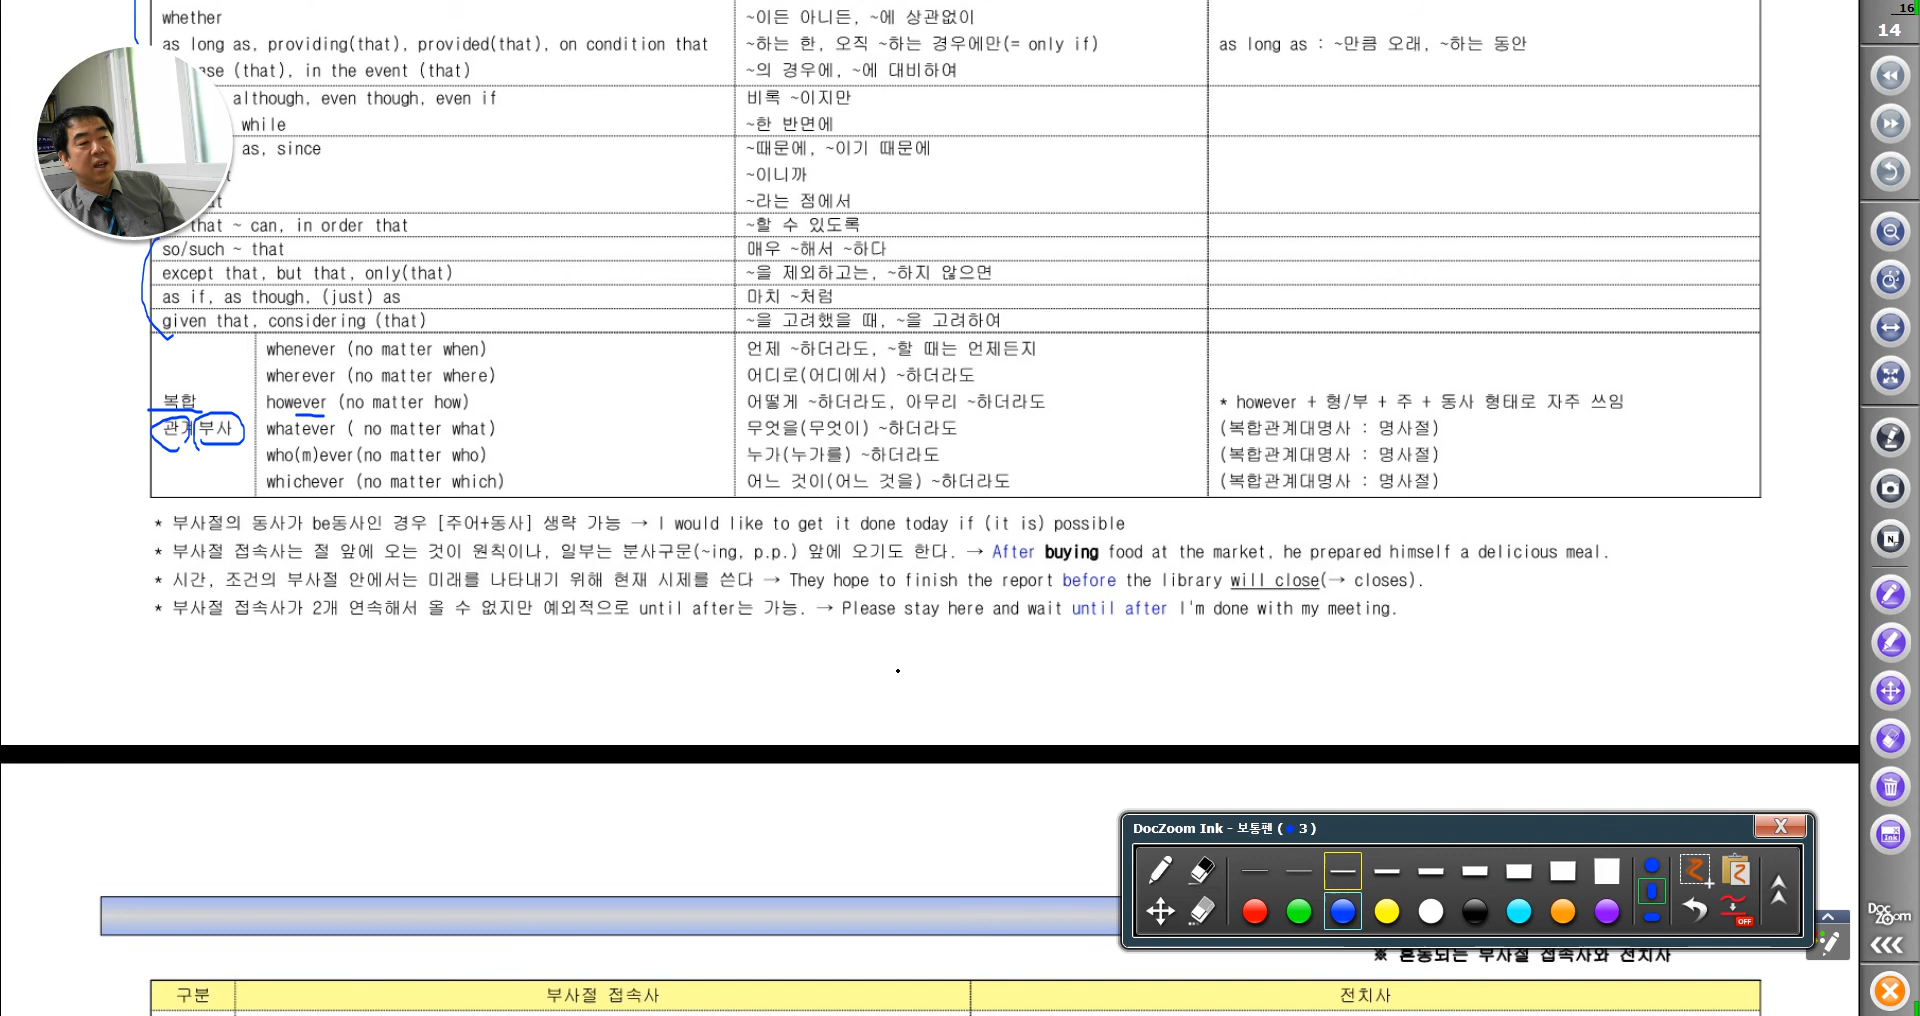 16
14
whether ~이든 아니든, ~에 상관없이
as long as, providing(that), provided(that), on condition that ~하는 한, 오직 ~하는 경우에만(= only if) as long as : ~만큼 오래, ~하는 동안
(that), in the event (that) ~의 경우에, ~에 대비하여
although, even though, even if 비록 ~이지만
while ~한 반면에
as, since ~때문에, ~이기 때문에
~이니까
~라는 점에서
that ~ can, in order that ~할 수 있도록
so/such ~ that 매우 ~해서 ~하다
except that, but that, only(that) ~을 제외하고는, ~하지 않으면
as if, as though, (just) as 마치 ~처럼
given that, considering (that) ~을 고려했을 때, ~을 고려하여
whenever (no matter when) 언제 ~하더라도, ~할 때는 언제든지
wherever (no matter where) 어디로(어디에서) ~하더라도
복합 however (no matter how) 어떻게 ~하더라도, 아무리 ~하더라도 * however + 형/부 + 주 + 동사 형태로 자주 쓰임
관계부사 whatever ( no matter what) 무엇을(무엇이) ~하더라도 (복합관계대명사 : 명사절)
who(m)ever(no matter who) 누가(누가를) ~하더라도 (복합관계대명사 : 명사절)
whichever (no matter which) 어느 것이(어느 것을) ~하더라도 (복합관계대명사 : 명사절)
* 부사절의 동사가 be동사인 경우 [주어+동사] 생략 가능 → I would like to get it done today if (it is) possible
* 부사절 접속사는 절 앞에 오는 것이 원칙이나, 일부는 분사구문(~ing, p.p.) 앞에 오기도 한다. → After buying food at the market, he prepared himself a delicious meal.
* 시간, 조건의 부사절 안에서는 미래를 나타내기 위해 현재 시제를 쓴다 → They hope to finish the report before the library will close(→ closes).
* 부사절 접속사가 2개 연속해서 올 수 없지만 예외적으로 until after는 가능. → Please stay here and wait until after I'm done with my meeting.
DocZoom Ink - 보통펜 ( 3 )
OFF
Doc Zoom
※ 혼동되는 부사절 접속사와 전치사
구분 부사절 접속사 전치사